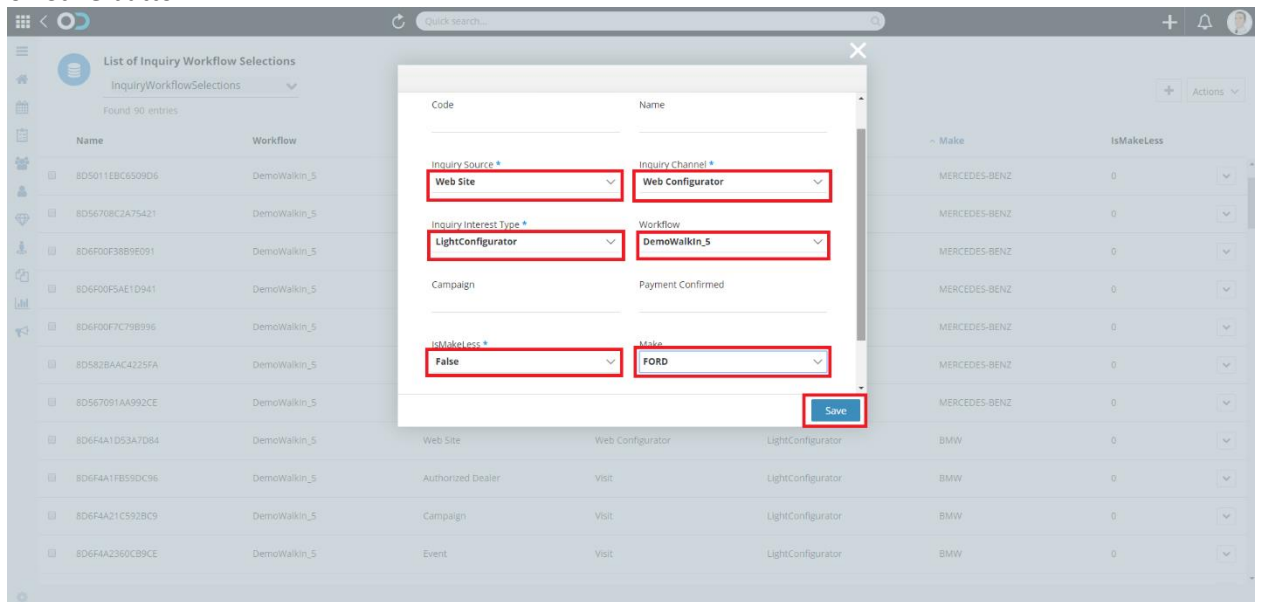 Quick search...
List of Inquiry Workflow Selections
InquiryWorkflowSelections
Found 90 entries
Actions
Name Workflow Make IsMakeLess
Code Name
Inquiry Source * Inquiry Channel *
Web Site Web Configurator
Inquiry Interest Type * Workflow
LightConfigurator DemoWalkIn_5
Campaign Payment Confirmed
IsMakeLess * Make
False FORD
Save
8D5011EBC6509D6 DemoWalkin_5 MERCEDES-BENZ 0
8D56708C2A75421 DemoWalkin_5 MERCEDES-BENZ 0
8D6F00F38B9E091 DemoWalkin_5 MERCEDES-BENZ 0
8D6F00F5AE1D941 DemoWalkin_5 MERCEDES-BENZ 0
8D6F00F7C79B996 DemoWalkin_5 MERCEDES-BENZ 0
8D582BAAC4225FA DemoWalkin_5 MERCEDES-BENZ 0
8D567091AA992CE DemoWalkin_5 MERCEDES-BENZ 0
8D6F4A1D53A7D84 DemoWalkin_5 Web Site Web Configurator LightConfigurator BMW 0
8D6F4A1FB59DC96 DemoWalkin_5 Authorized Dealer Visit LightConfigurator BMW 0
8D6F4A21C592BC9 DemoWalkin_5 Campaign Visit LightConfigurator BMW 0
8D6F4A2360CB9CE DemoWalkin_5 Event Visit LightConfigurator BMW 0